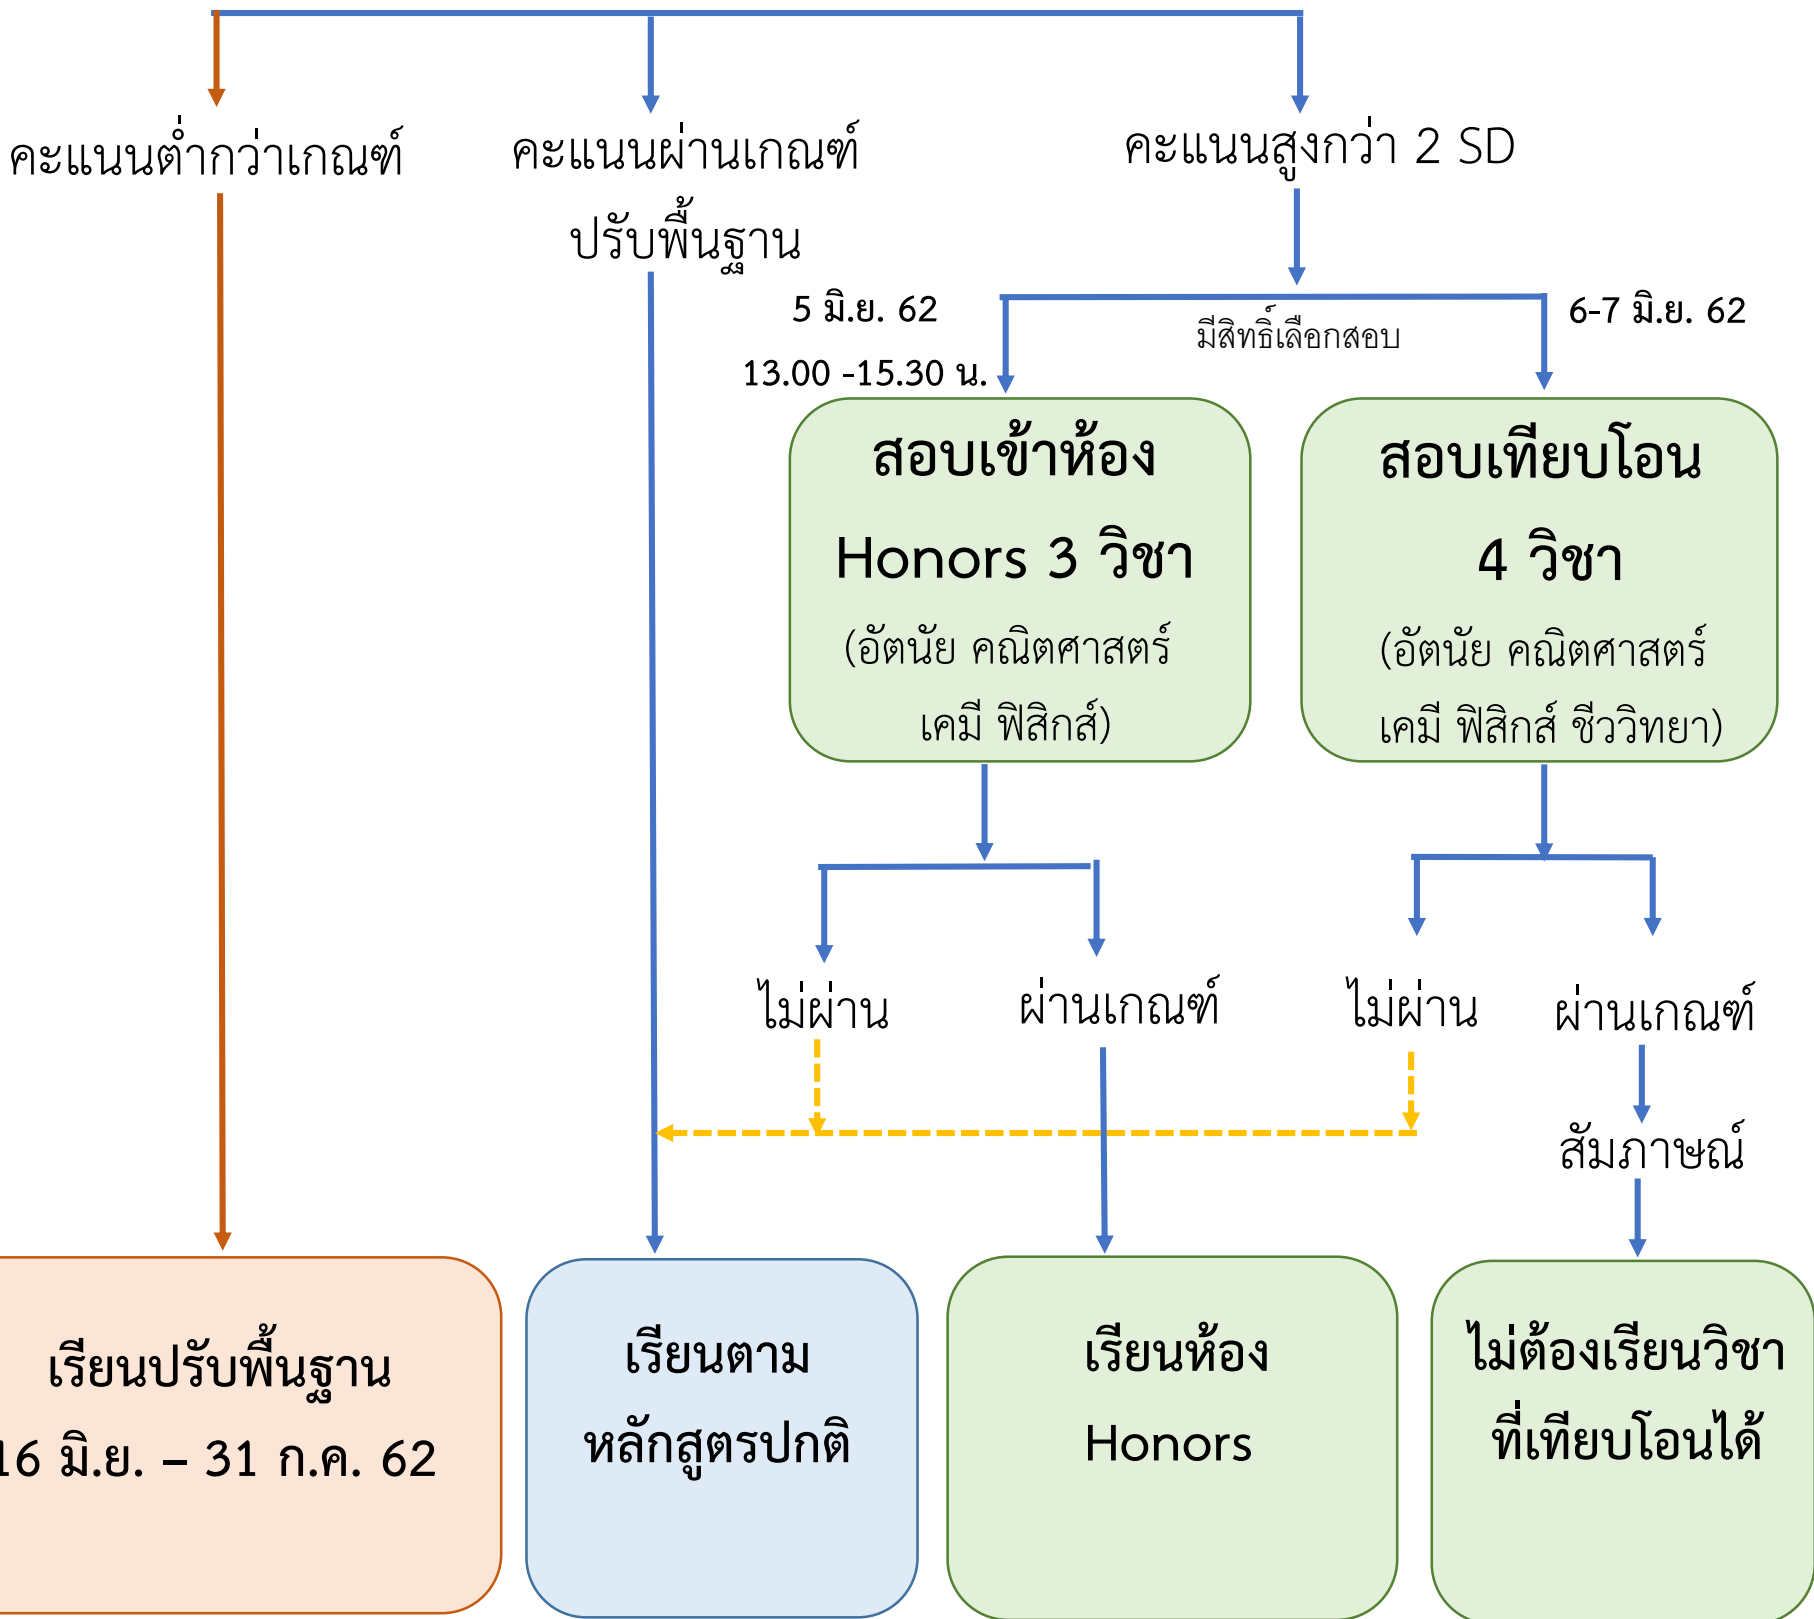 คะแนนต่ำกว่าเกณฑ์
คะแนนผ่านเกณฑ์
ปรับพื้นฐาน
คะแนนสูงกว่า 2 SD
5 มิ.ย. 62
13.00 -15.30 น.
มีสิทธิ์เลือกสอบ
6-7 มิ.ย. 62
สอบเข้าห้อง
Honors 3 วิชา
(อัตนัย คณิตศาสตร์
เคมี ฟิสิกส์)
สอบเทียบโอน
4 วิชา
(อัตนัย คณิตศาสตร์
เคมี ฟิสิกส์ ชีววิทยา)
ไม่ผ่าน
ผ่านเกณฑ์
ไม่ผ่าน
ผ่านเกณฑ์
สัมภาษณ์
เรียนปรับพื้นฐาน
16 มิ.ย. – 31 ก.ค. 62
เรียนตาม
หลักสูตรปกติ
เรียนห้อง
Honors
ไม่ต้องเรียนวิชา
ที่เทียบโอนได้